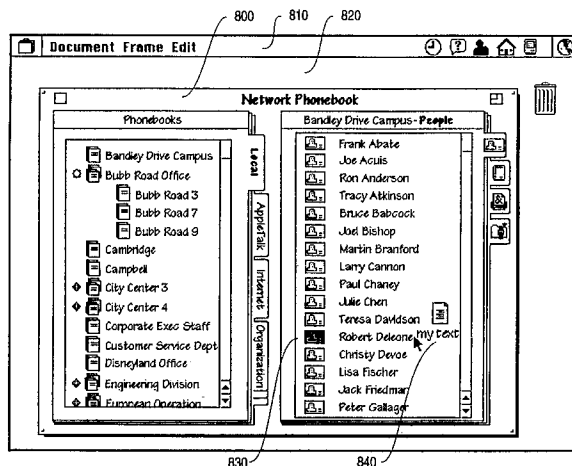 800
810
820
Document Frame Edit
Network Phonebook
Phonebooks
Bandley Drive Campus
Bubb Road Office
Bubb Road 3
Bubb Road 7
Bubb Road 9
Cambridge
Campbell
City Center 3
City Center 4
Corporate Exec Staff
Customer Service Dept
Disneyland Office
Engineering Division
European Operation
Local
AppleTalk
Internet
Organization
Bandley Drive Campus - People
Frank Abate
Joe Acuis
Ron Anderson
Tracy Atkinson
Bruce Babcock
Joel Bishop
Martin Branford
Larry Cannon
Paul Chaney
Julie Chen
Teresa Davidson
Robert Deleone
my text
Christy Devoe
Lisa Fischer
Jack Friedman
Peter Gallager
830
840